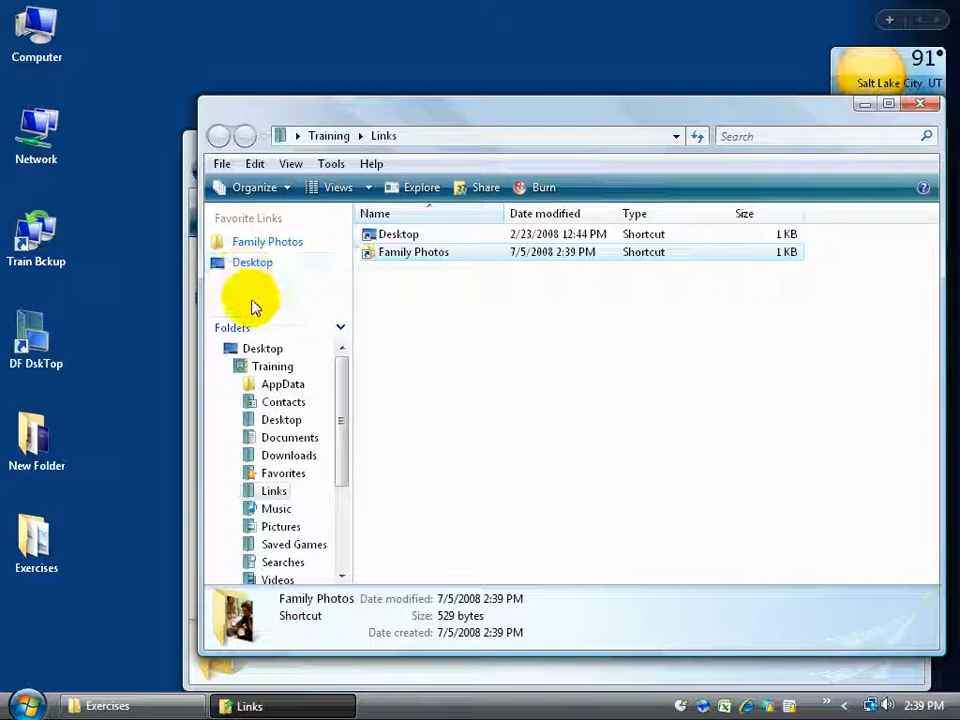 Computer
91°
Salt Lake City, UT
Training Links
Search
Network
File Edit View Tools Help
Organize Views Explore Share Burn
Favorite Links
Name Date modified Type Size
Family Photos
Desktop 2/23/2008 12:44 PM Shortcut 1 KB
Desktop
Family Photos 7/5/2008 2:39 PM Shortcut 1 KB
Train Bckup
Folders
Desktop
Training
DF DskTop
AppData
Contacts
Desktop
Documents
Downloads
New Folder
Favorites
Links
Music
Pictures
Saved Games
Exercises
Searches
Videos
Family Photos Date modified: 7/5/2008 2:39 PM
Shortcut Size: 529 bytes
Date created: 7/5/2008 2:39 PM
Exercises
Links
2:39 PM